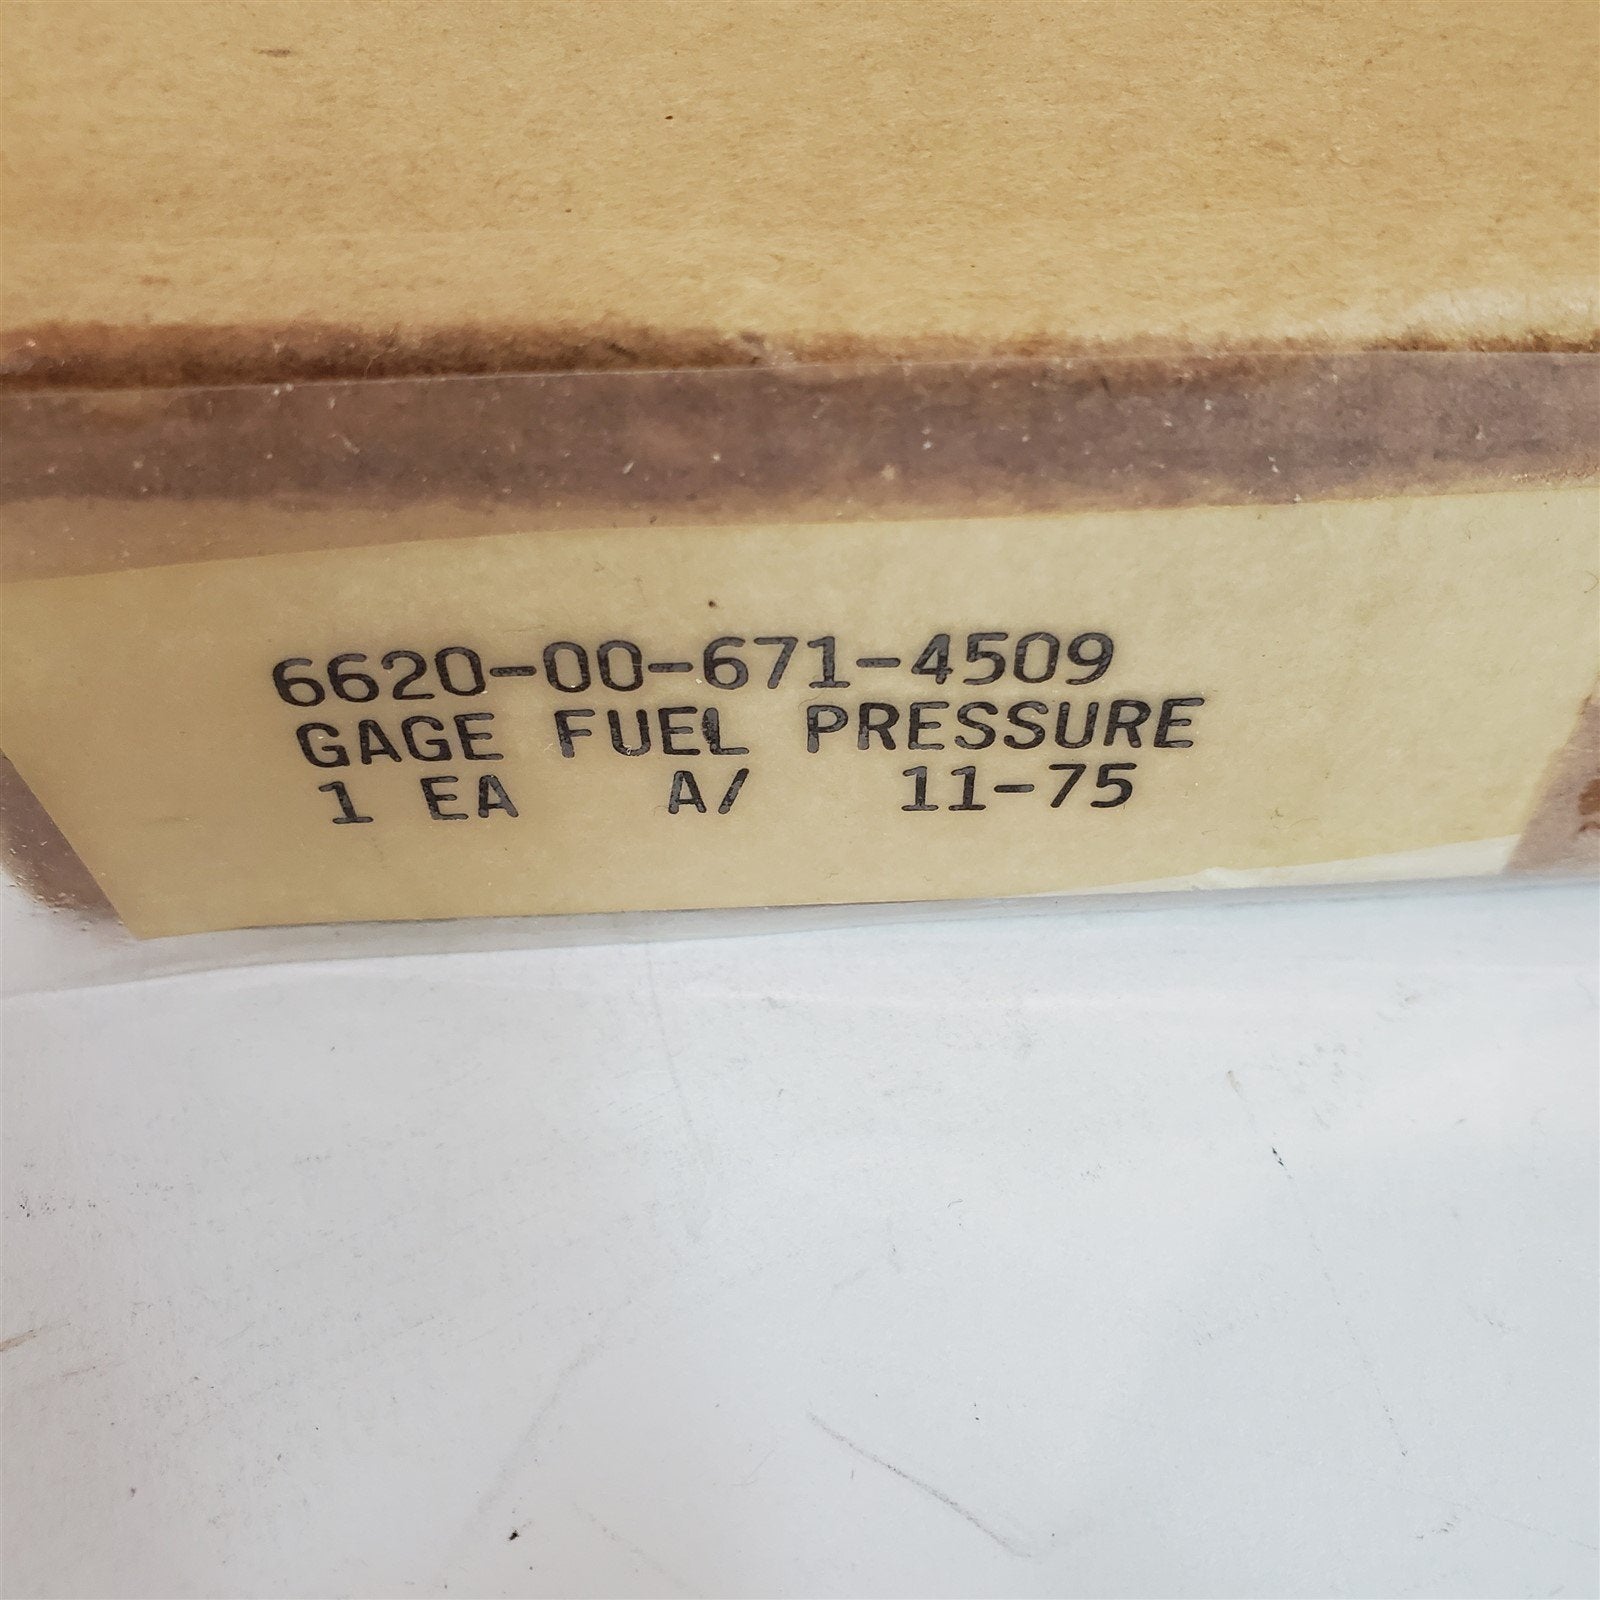 6620-00-671-4509
GAGE FUEL PRESSURE
1 EA A/ 11-75